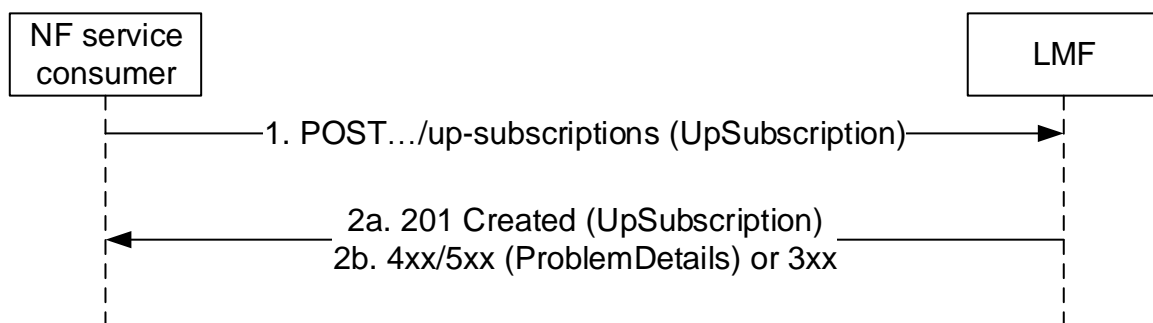 NF service
consumer
LMF
1. POST…/up-subscriptions (UpSubscription)
2a. 201 Created (UpSubscription)
2b. 4xx/5xx (ProblemDetails) or 3xx